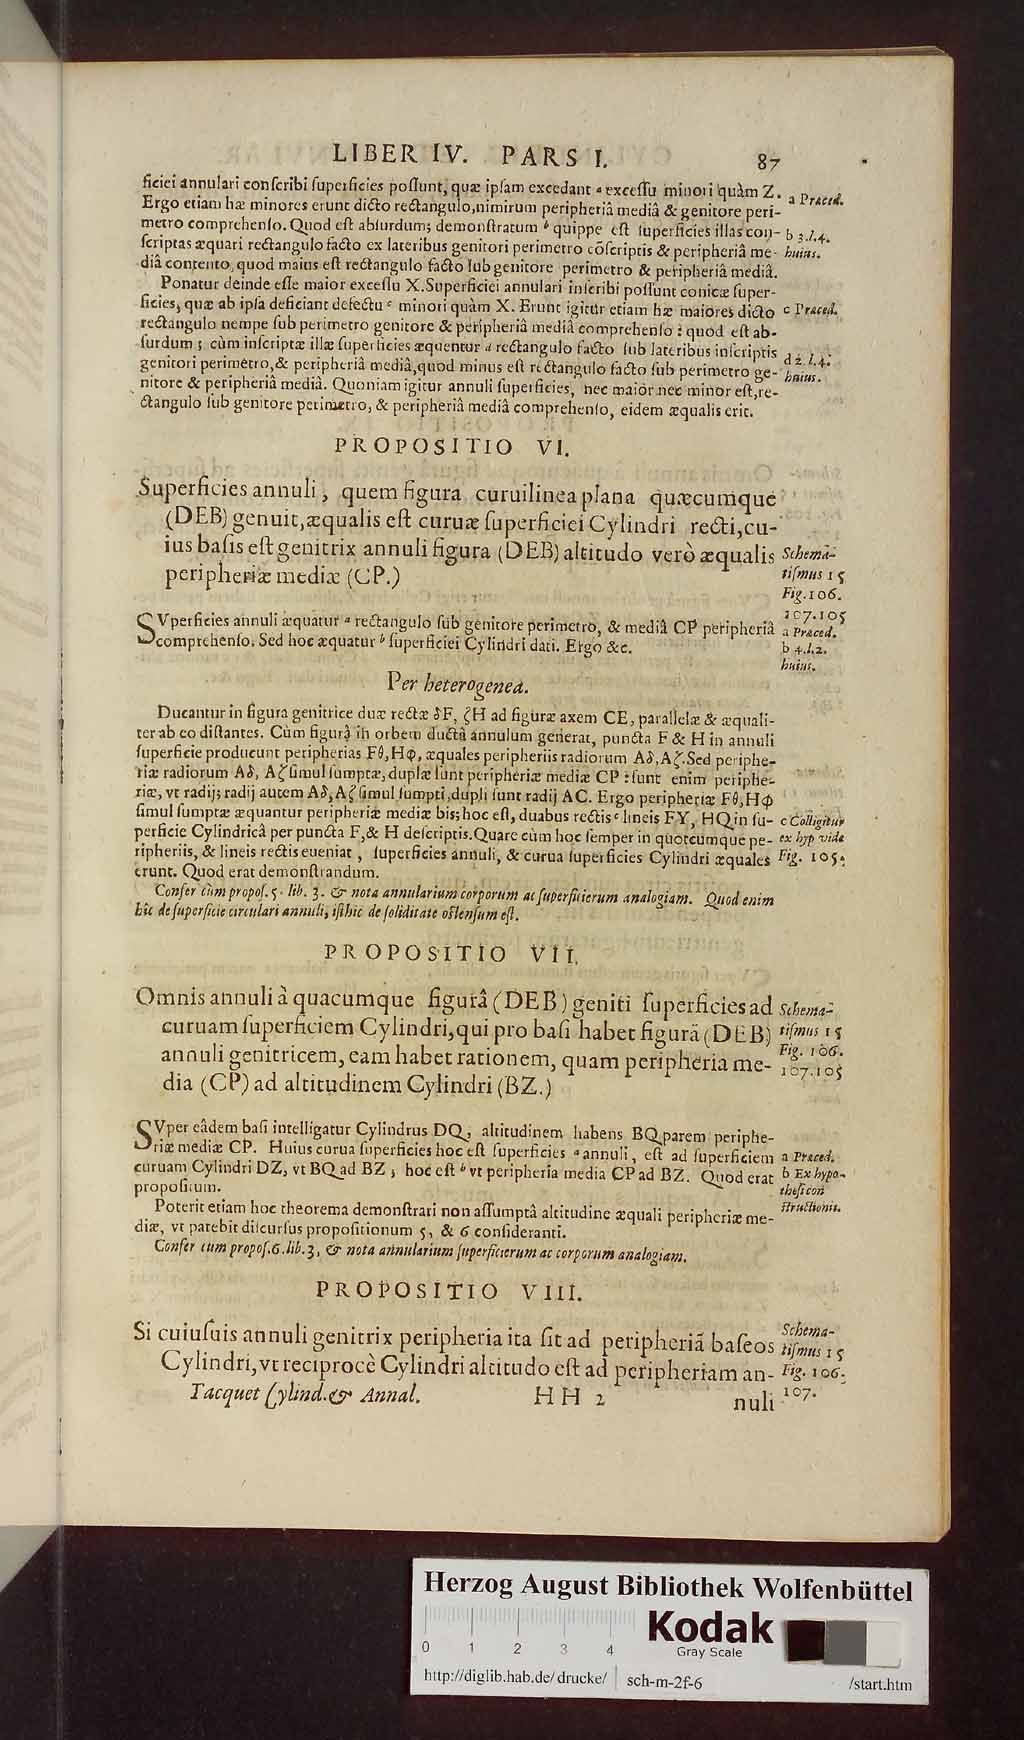 LIBER IV. PARS I. 87
ficiei annulari conſcribi ſuperficies poſſunt, quæ ipſam excedant ª exceſſu minori quàm Z. a Præced.
Ergo etiam hæ minores erunt dicto rectangulo, nimirum peripheriâ mediâ & genitore peri-
metro comprehenſo. Quod eſt abſurdum; demonſtratum ᵇ quippe eſt ſuperficies illas con- b 3.l.4.
ſcriptas æquari rectangulo facto ex lateribus genitori perimetro cõſcriptis & peripheriâ me- huius.
diâ contento, quod maius eſt rectangulo facto ſub genitore perimetro & peripheriâ mediâ.
Ponatur deinde eſſe maior exceſſu X. Superficiei annulari inſcribi poſſunt conicæ ſuper-
ficies, quæ ab ipſa deficiant defectu ᶜ minori quàm X. Erunt igitur etiam hæ maiores dicto c Præced.
rectangulo nempe ſub perimetro genitore & peripheriâ mediâ comprehenſo: quod eſt ab-
ſurdum; cùm inſcriptæ illæ ſuperficies æquentur ᵈ rectangulo facto ſub lateribus inſcriptis d 2. l.4.
genitori perimetro, & peripheriâ mediâ, quod minus eſt rectangulo facto ſub perimetro ge- huius.
nitore & peripheriâ mediâ. Quoniam igitur annuli ſuperficies, nec maior nec minor eſt, re-
ctangulo ſub genitore perimetro, & peripheriâ mediâ comprehenſo, eidem æqualis erit.
PROPOSITIO VI.
Superficies annuli, quem figura curuilinea plana quæcumque
(DEB) genuit, æqualis eſt curuæ ſuperficiei Cylindri recti, cu-
ius baſis eſt genitrix annuli figura (DEB) altitudo verò æqualis Schema-
peripheriæ mediæ (CP.) tiſmus 15
Fig. 106.
107.105
SVperficies annuli æquatur ª rectangulo ſub genitore perimetro, & mediâ CP peripheriâ a Præced.
comprehenſo. Sed hoc æquatur ᵇ ſuperficiei Cylindri dati. Ergo &c. b 4.l.2.
huius.
Per heterogenea.
Ducantur in figura genitrice duæ rectæ δF, ζH ad figuræ axem CE, parallelæ & æquali-
ter ab eo diſtantes. Cùm figurâ in orbem ductâ annulum generat, puncta F & H in annuli
ſuperficie producunt peripherias Fθ, HΦ, æquales peripheriis radiorum Aδ, Aζ. Sed periphe-
riæ radiorum Aδ, Aζ ſimul ſumptæ, duplæ ſunt peripheriæ mediæ CP: ſunt enim periphe-
riæ, vt radij; radij autem Aδ, Aζ ſimul ſumpti, dupli ſunt radij AC. Ergo peripheriæ Fθ, HΦ
ſimul ſumptæ æquantur peripheriæ mediæ bis; hoc eſt, duabus rectis ᶜ lineis FY, HQ in ſu- c Colligitur
perficie Cylindricâ per puncta F, & H deſcriptis. Quare cùm hoc ſemper in quotcumque pe- ex hyp vide
ripheriis, & lineis rectis eueniat, ſuperficies annuli, & curua ſuperficies Cylindri æquales Fig. 105.
erunt. Quod erat demonſtrandum.
Confer cùm propoſ. 5. lib. 3. & nota annularium corporum ac ſuperficierum analogiam. Quod enim
hîc de ſuperficie circulari annuli, iſthic de ſoliditate oſtenſum eſt.
PROPOSITIO VII.
Omnis annuli à quacumque figurâ (DEB) geniti ſuperficies ad Schema-
curuam ſuperficiem Cylindri, qui pro baſi habet figurã (DEB) tiſmus 15
annuli genitricem, eam habet rationem, quam peripheria me- Fig. 106.
dia (CP) ad altitudinem Cylindri (BZ.) 107.105
SVper eâdem baſi intelligatur Cylindrus DQ, altitudinem habens BQ parem periphe-
riæ mediæ CP. Huius curua ſuperficies hoc eſt ſuperficies ª annuli, eſt ad ſuperficiem a Præced.
curuam Cylindri DZ, vt BQ ad BZ; hoc eſt ᵇ vt peripheria media CP ad BZ. Quod erat b Ex hypo-
propoſitum. theſi con
Poterit etiam hoc theorema demonſtrari non aſſumptâ altitudine æquali peripheriæ me- ſtructionis.
diæ, vt patebit diſcurſus propoſitionum 5, & 6 conſideranti.
Confer cum propoſ. 6. lib. 3, & nota annularium ſuperficierum ac corporum analogiam.
PROPOSITIO VIII.
Si cuiuſuis annuli genitrix peripheria ita ſit ad peripheriã baſeos Schema-
Cylindri, vt reciprocè Cylindri altitudo eſt ad peripheriam an- tiſmus 15
Tacquet Cylind. & Annal. HH 2 nuli Fig. 106.
107.
Herzog August Bibliothek Wolfenbüttel
0 1 2 3 4
Kodak
Gray Scale
http://diglib.hab.de/drucke/ sch-m-2f-6 /start.htm